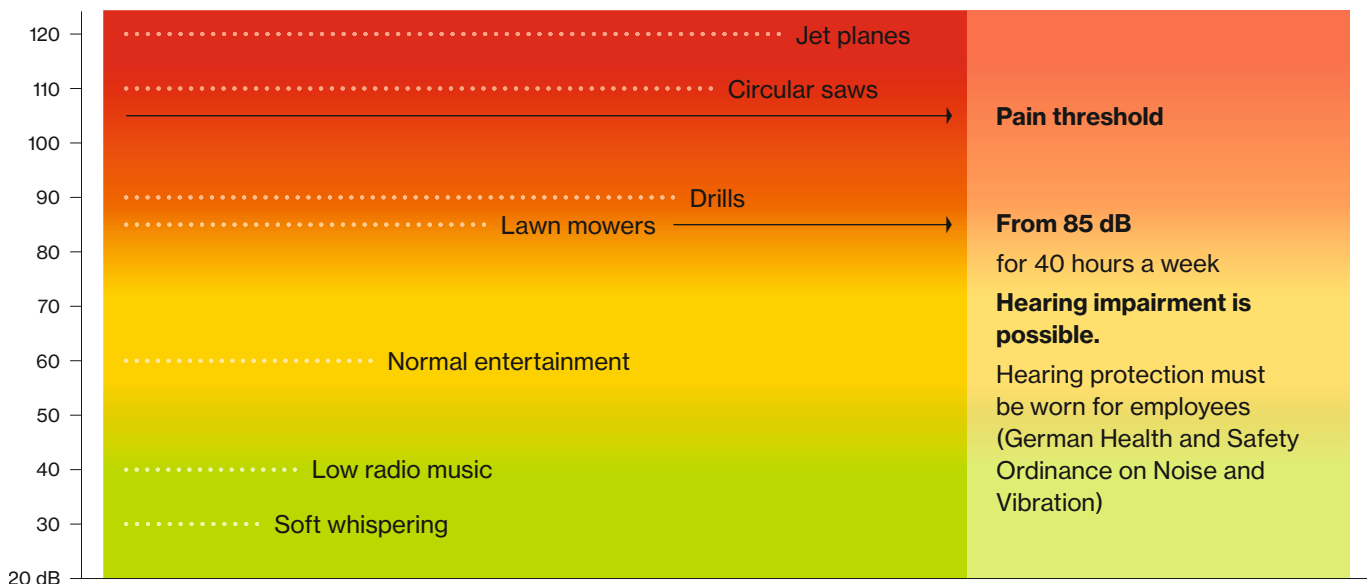 120
Jet planes
110
Circular saws
Pain threshold
100
90
Drills
Lawn mowers
From 85 dB
80
for 40 hours a week
70
Hearing impairment is
possible.
60
Normal entertainment
Hearing protection must
be worn for employees
50
(German Health and Safety
40
Low radio music
Ordinance on Noise and
Vibration)
30
Soft whispering
20 dB